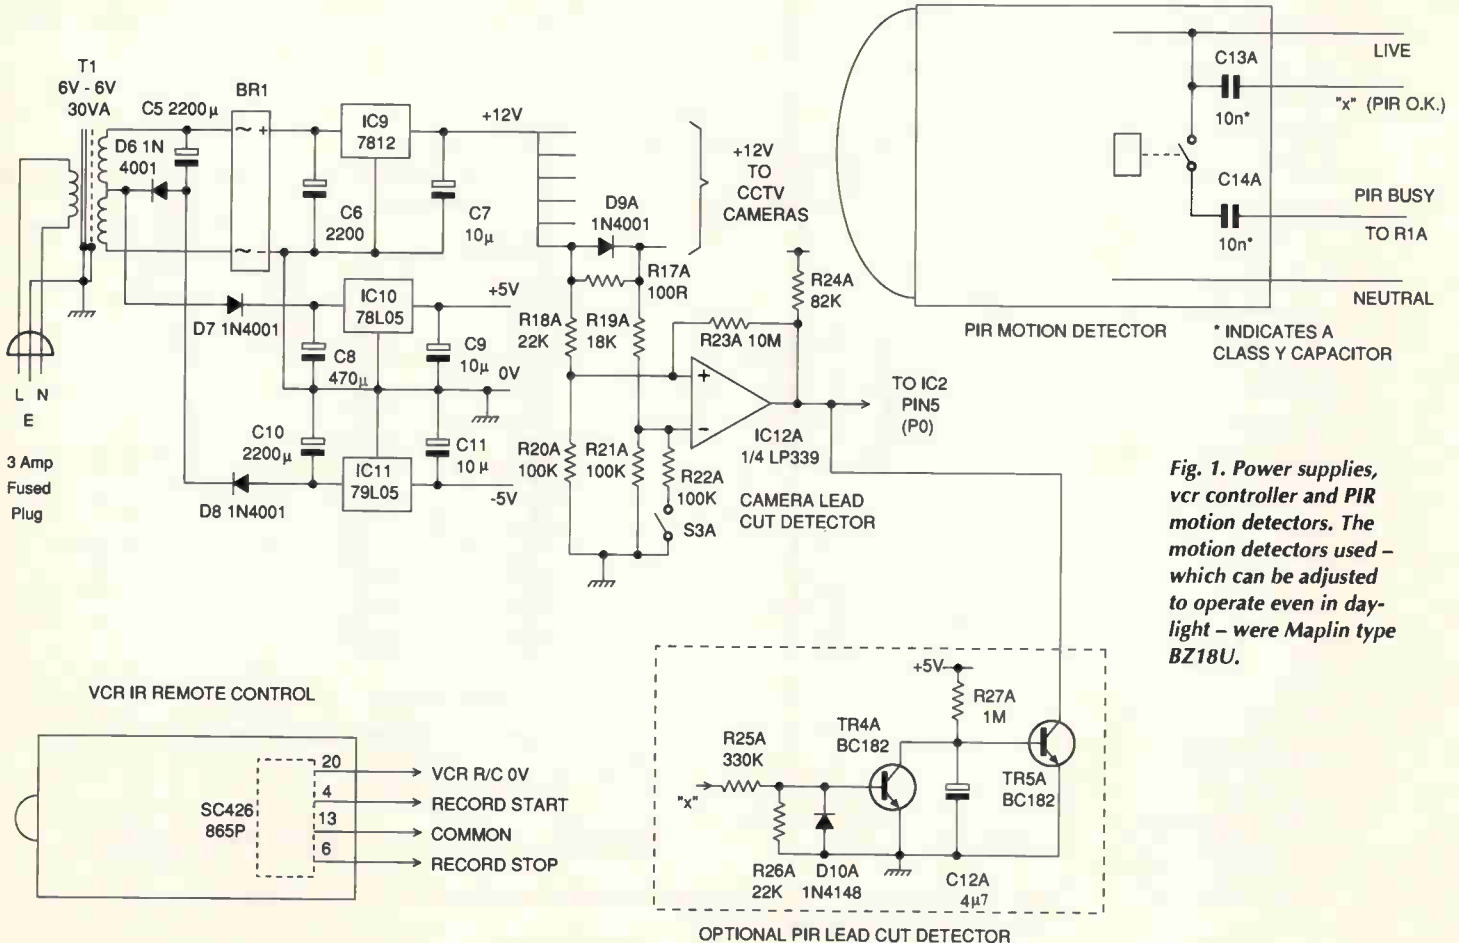 T1
6V - 6V
30VA
C5 2200µ
BR1
D6 1N
4001
~ +
~ -
IC9
7812
+12V
C6
2200
C7
10µ
D9A
1N4001
+12V
TO
CCTV
CAMERAS
R17A
100R
R24A
82K
R18A
22K
R19A
18K
R23A 10M
D7 1N4001
IC10
78L05
+5V
C8
470µ
C9
10µ
0V
L N
E
3 Amp
Fused
Plug
C10
2200µ
C11
10 µ
IC11
79L05
-5V
D8 1N4001
R20A
100K
R21A
100K
R22A
100K
S3A
+
-
IC12A
1/4 LP339
CAMERA LEAD
CUT DETECTOR
TO IC2
PIN5
(P0)
LIVE
C13A
10n*
"x" (PIR O.K.)
C14A
10n*
PIR BUSY
TO R1A
NEUTRAL
PIR MOTION DETECTOR
* INDICATES A
CLASS Y CAPACITOR
Fig. 1. Power supplies,
vcr controller and PIR
motion detectors. The
motion detectors used –
which can be adjusted
to operate even in day-
light – were Maplin type
BZ18U.
VCR IR REMOTE CONTROL
SC426
865P
20
VCR R/C 0V
4
RECORD START
13
COMMON
6
RECORD STOP
+5V
R27A
1M
TR4A
BC182
R25A
330K
"x"
TR5A
BC182
R26A
22K
D10A
1N4148
C12A
4µ7
OPTIONAL PIR LEAD CUT DETECTOR